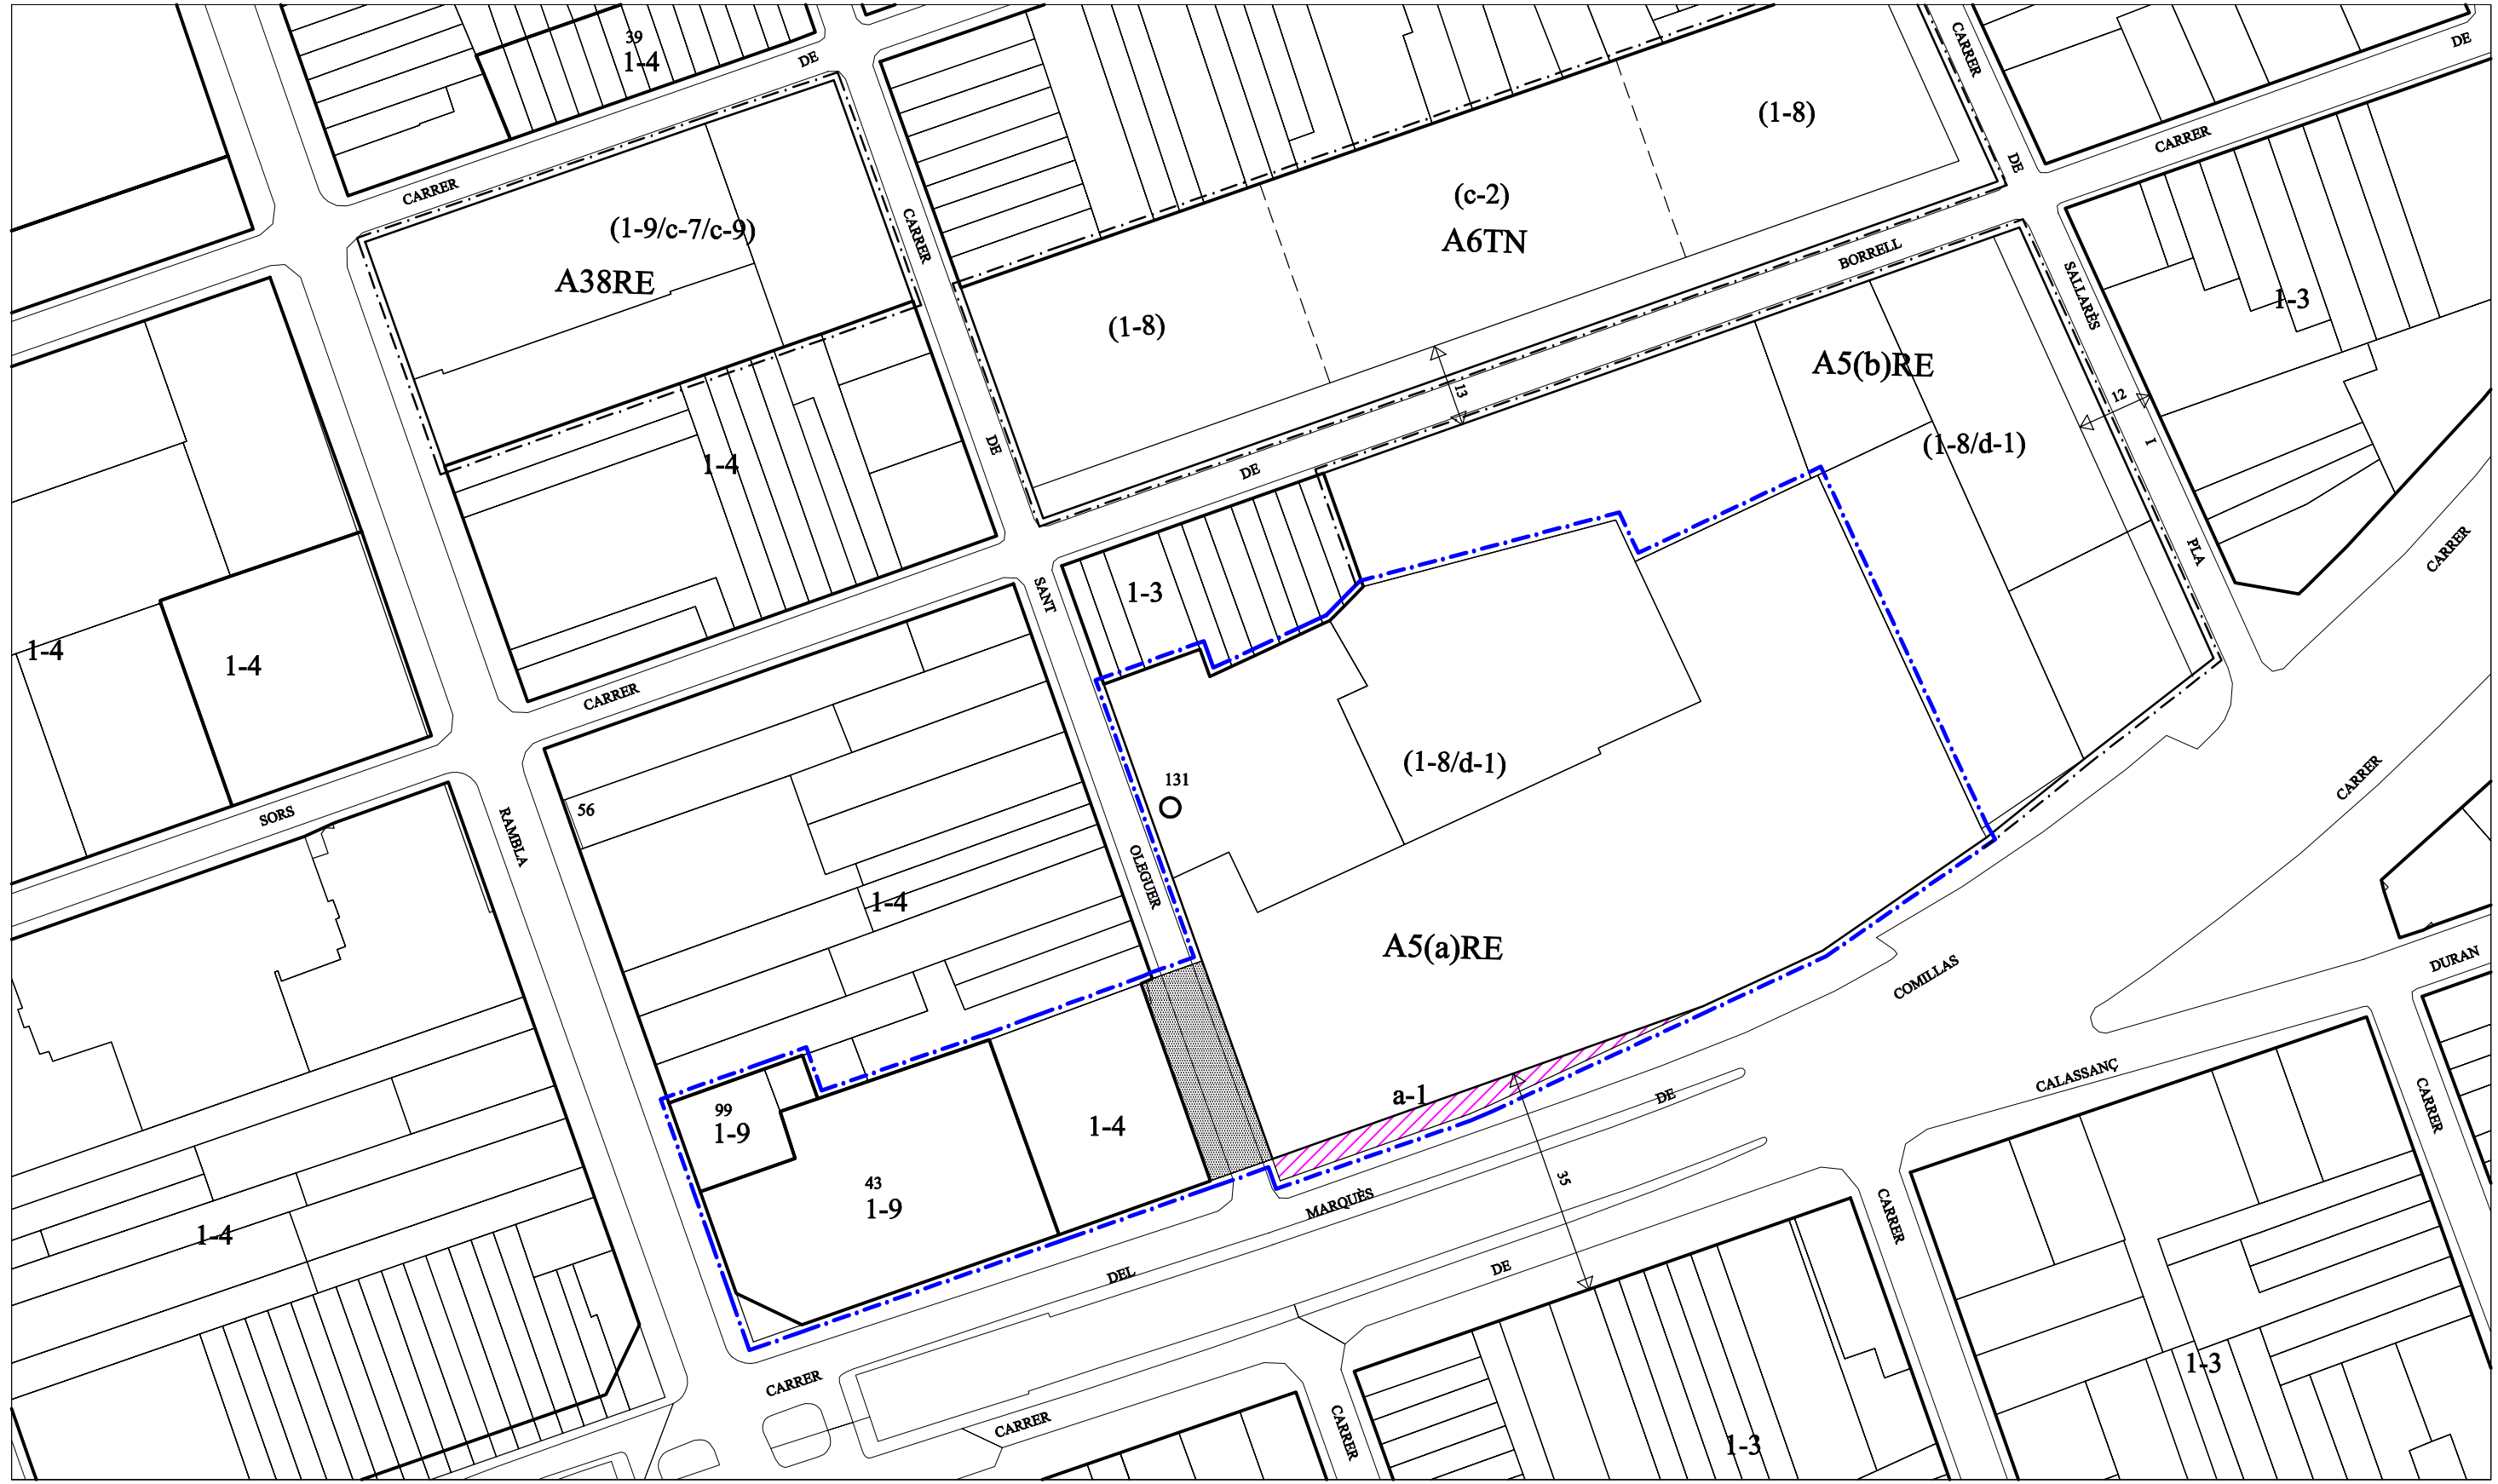 39
1-4
DE
CARRER
DE
(1-8)
CARRER
DE
CARRER
(c-2)
(1-9/c-7/c-9)
CARRER
A6TN
BORRELL
A38RE
SALLARÈS
1-3
(1-8)
A5(b)RE
13
12
DE
(1-8/d-1)
I
1-4
DE
PLA
CARRER
SANT
1-3
1-4
1-4
CARRER
(1-8/d-1)
131
CARRER
56
SORS
RAMBLA
OLEGUER
1-4
A5(a)RE
DURAN
COMILLAS
CALASSANÇ
a-1
DE
CARRER
99
1-9
1-4
35
43
1-9
MARQUÈS
CARRER
1-4
DEL
DE
1-3
CARRER
CARRER
CARRER
1-3